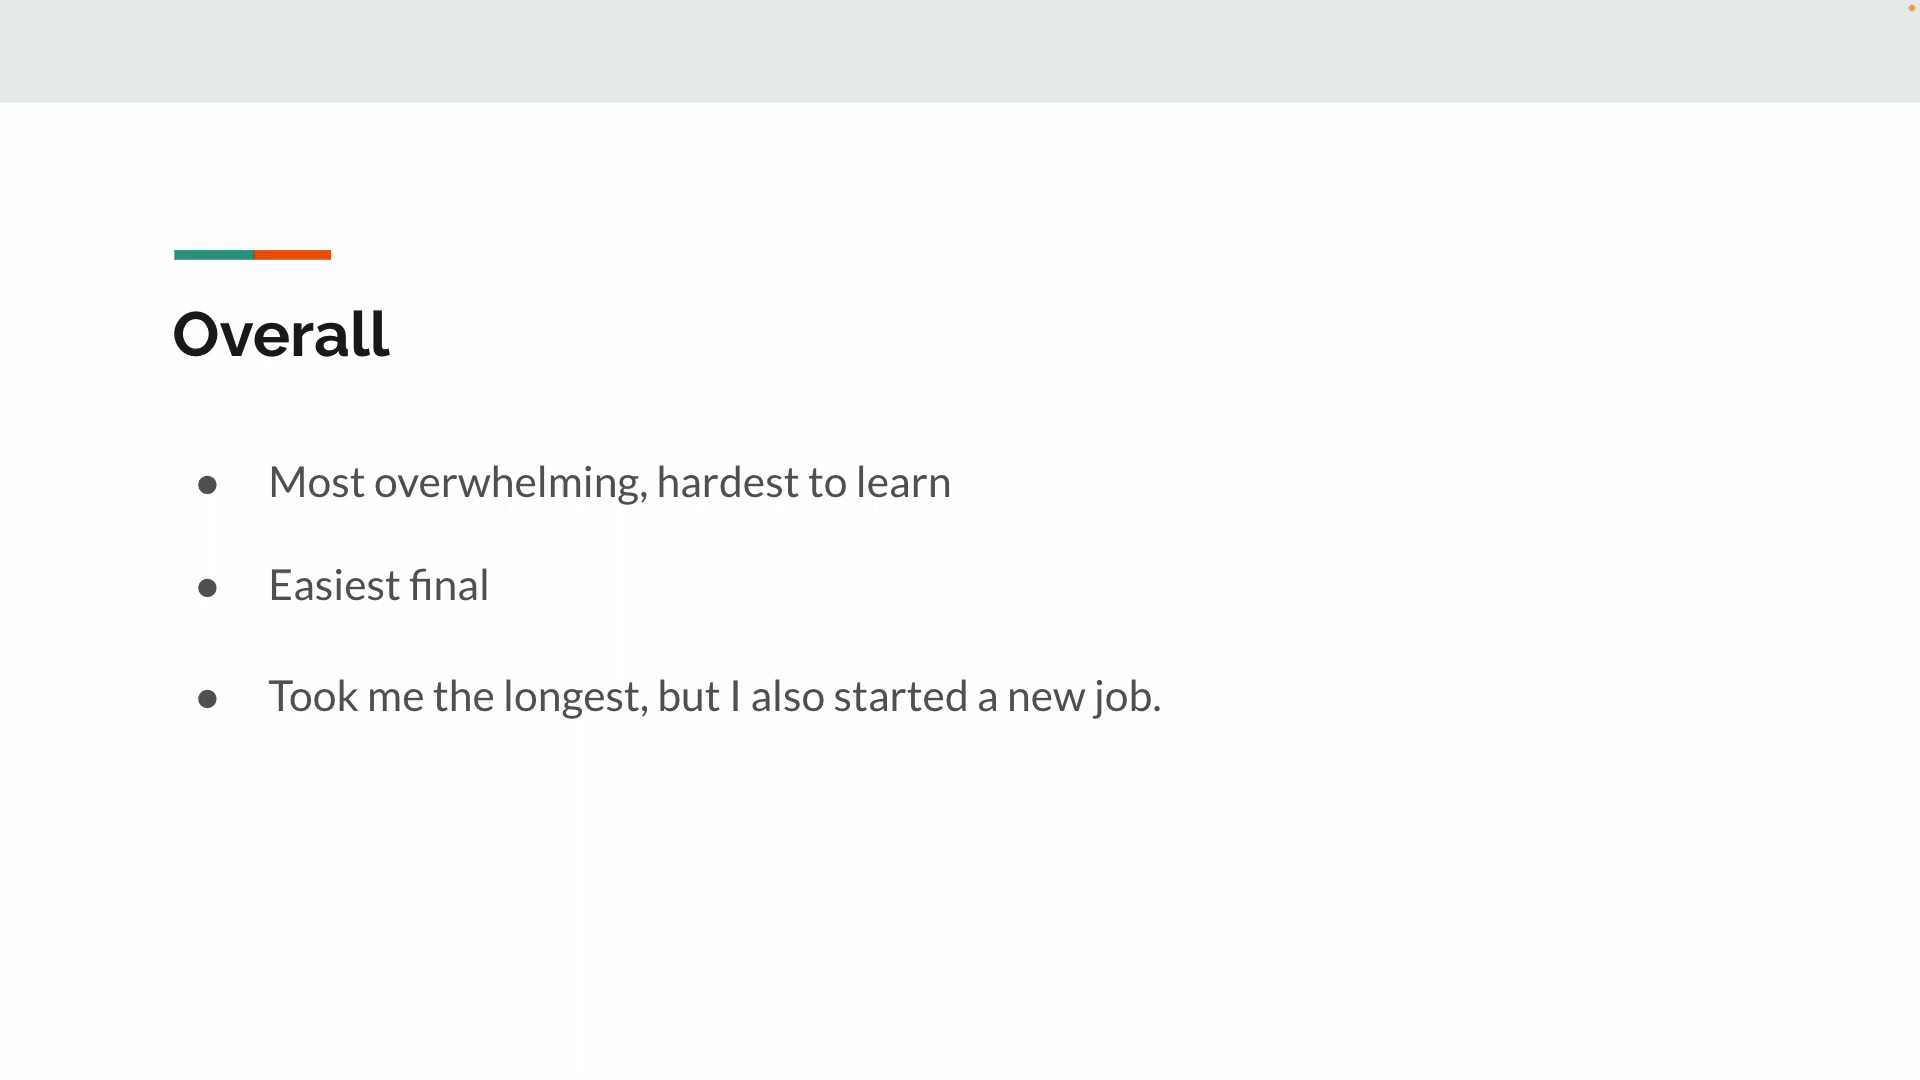 Overall
● Most overwhelming, hardest to learn
● Easiest final
● Took me the longest, but I also started a new job.